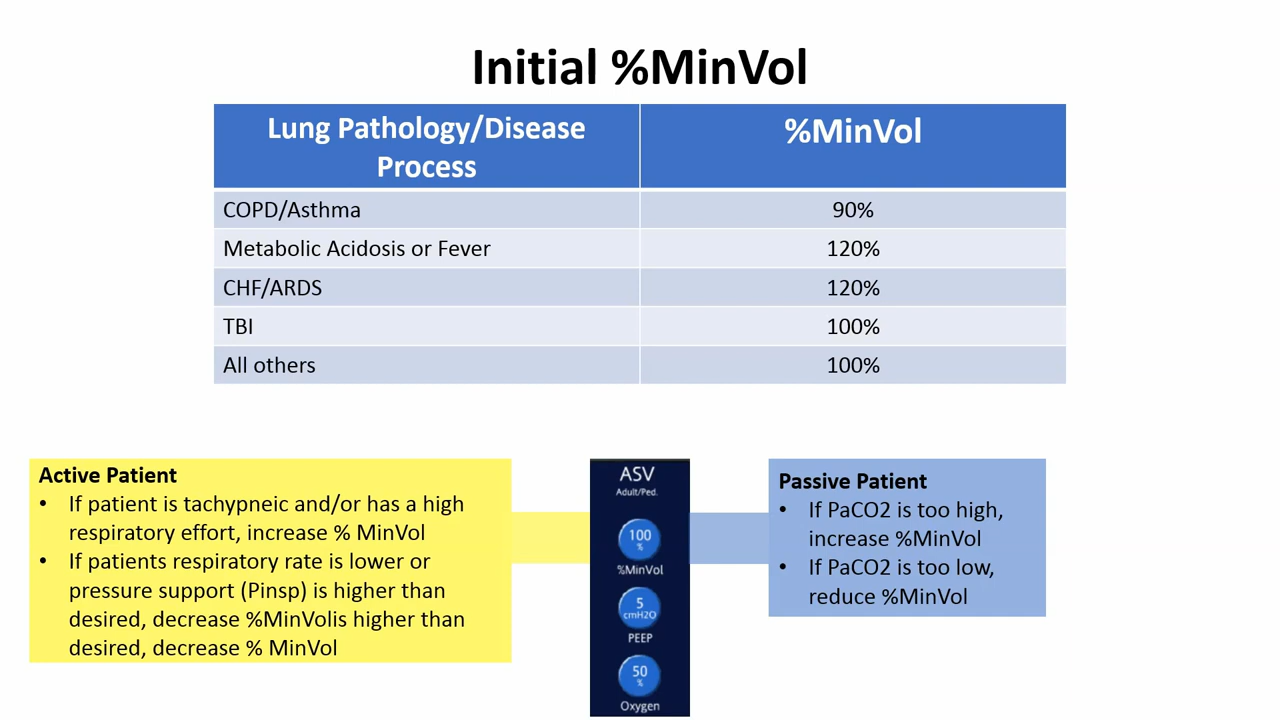 Initial %MinVol
Lung Pathology/Disease
Process
%MinVol
COPD/Asthma
90%
Metabolic Acidosis or Fever
120%
CHF/ARDS
120%
TBI
100%
All others
100%
Active Patient
• If patient is tachypneic and/or has a high
respiratory effort, increase % MinVol
• If patients respiratory rate is lower or
pressure support (Pinsp) is higher than
desired, decrease %MinVolis higher than
desired, decrease % MinVol
ASV
Adult/Ped.
100
%
%MinVol
5
cmH2O
PEEP
50
%
Oxygen
Passive Patient
• If PaCO2 is too high,
increase %MinVol
• If PaCO2 is too low,
reduce %MinVol